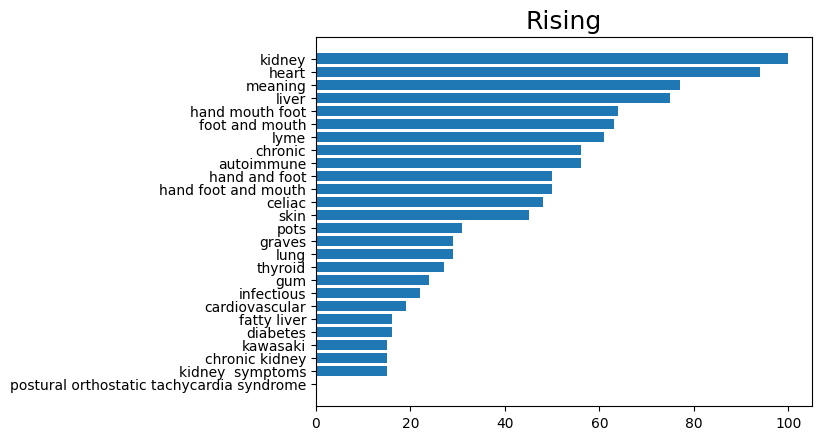 Rising
kidney
heart
meaning
liver
hand mouth foot
foot and mouth
lyme
chronic
autoimmune
hand and foot
hand foot and mouth
celiac
skin
pots
graves
lung
thyroid
gum
infectious
cardiovascular
fatty liver
diabetes
kawasaki
chronic kidney
kidney  symptoms
postural orthostatic tachycardia syndrome
0 20 40 60 80 100